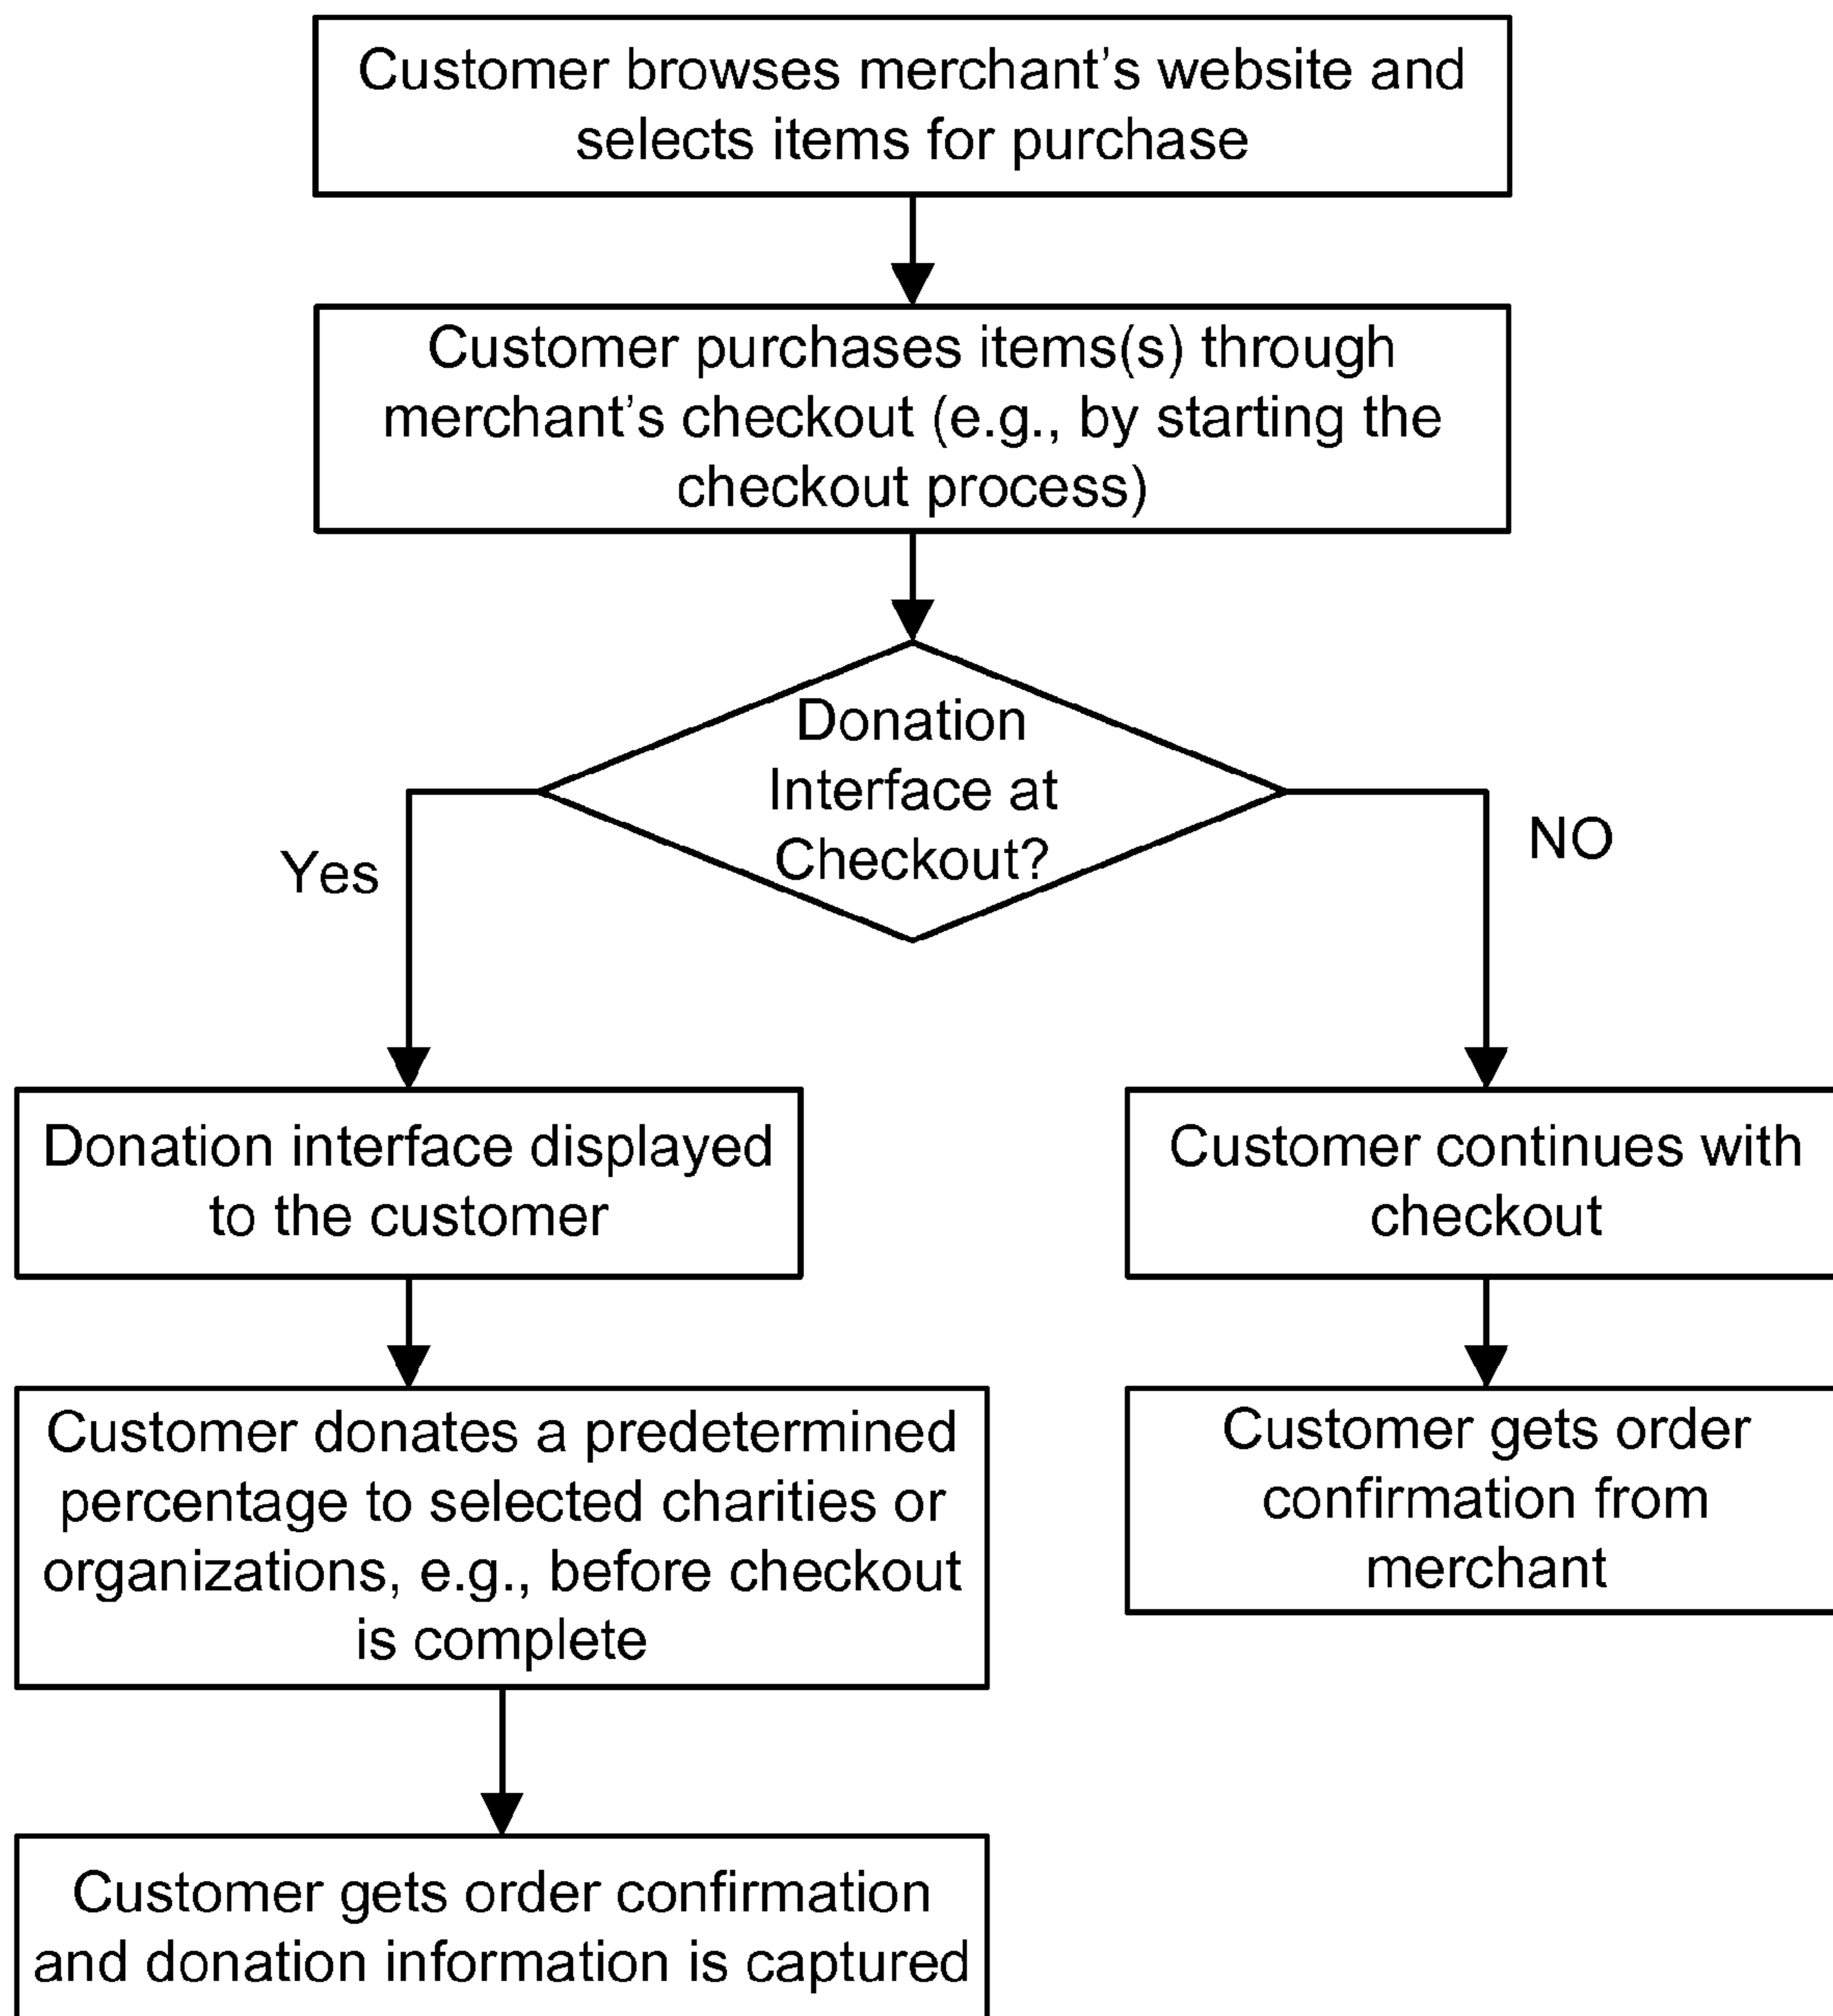 Customer browses merchant's website and
selects items for purchase
Customer purchases items(s) through
merchant's checkout (e.g., by starting the
checkout process)
Donation
Interface at
Checkout?
Yes
NO
Donation interface displayed
to the customer
Customer continues with
checkout
Customer donates a predetermined
percentage to selected charities or
organizations, e.g., before checkout
is complete
Customer gets order
confirmation from
merchant
Customer gets order confirmation
and donation information is captured